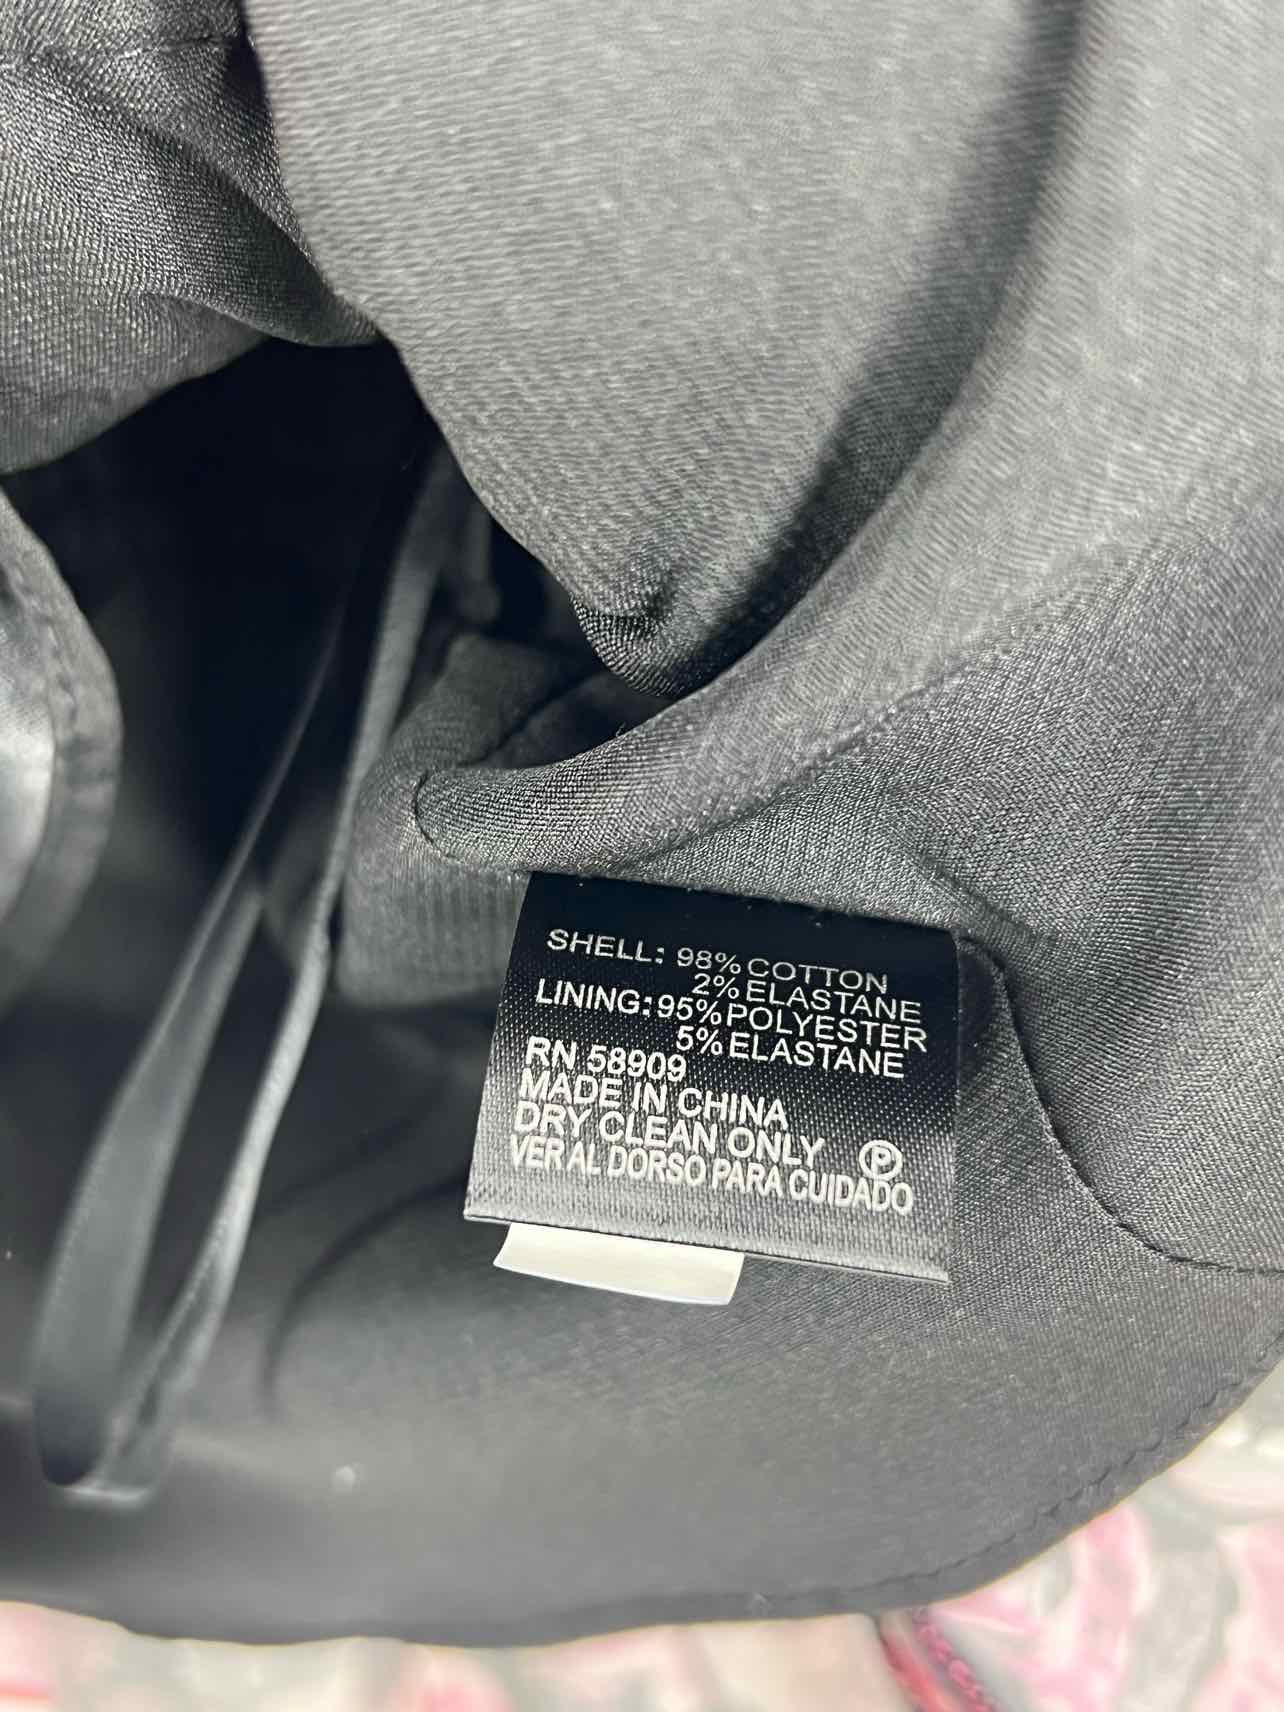 SHELL: 98% COTTON
2% ELASTANE
LINING: 95% POLYESTER
5% ELASTANE
RN 58909
MADE IN CHINA
DRY CLEAN ONLY Ⓟ
VER AL DORSO PARA CUIDADO